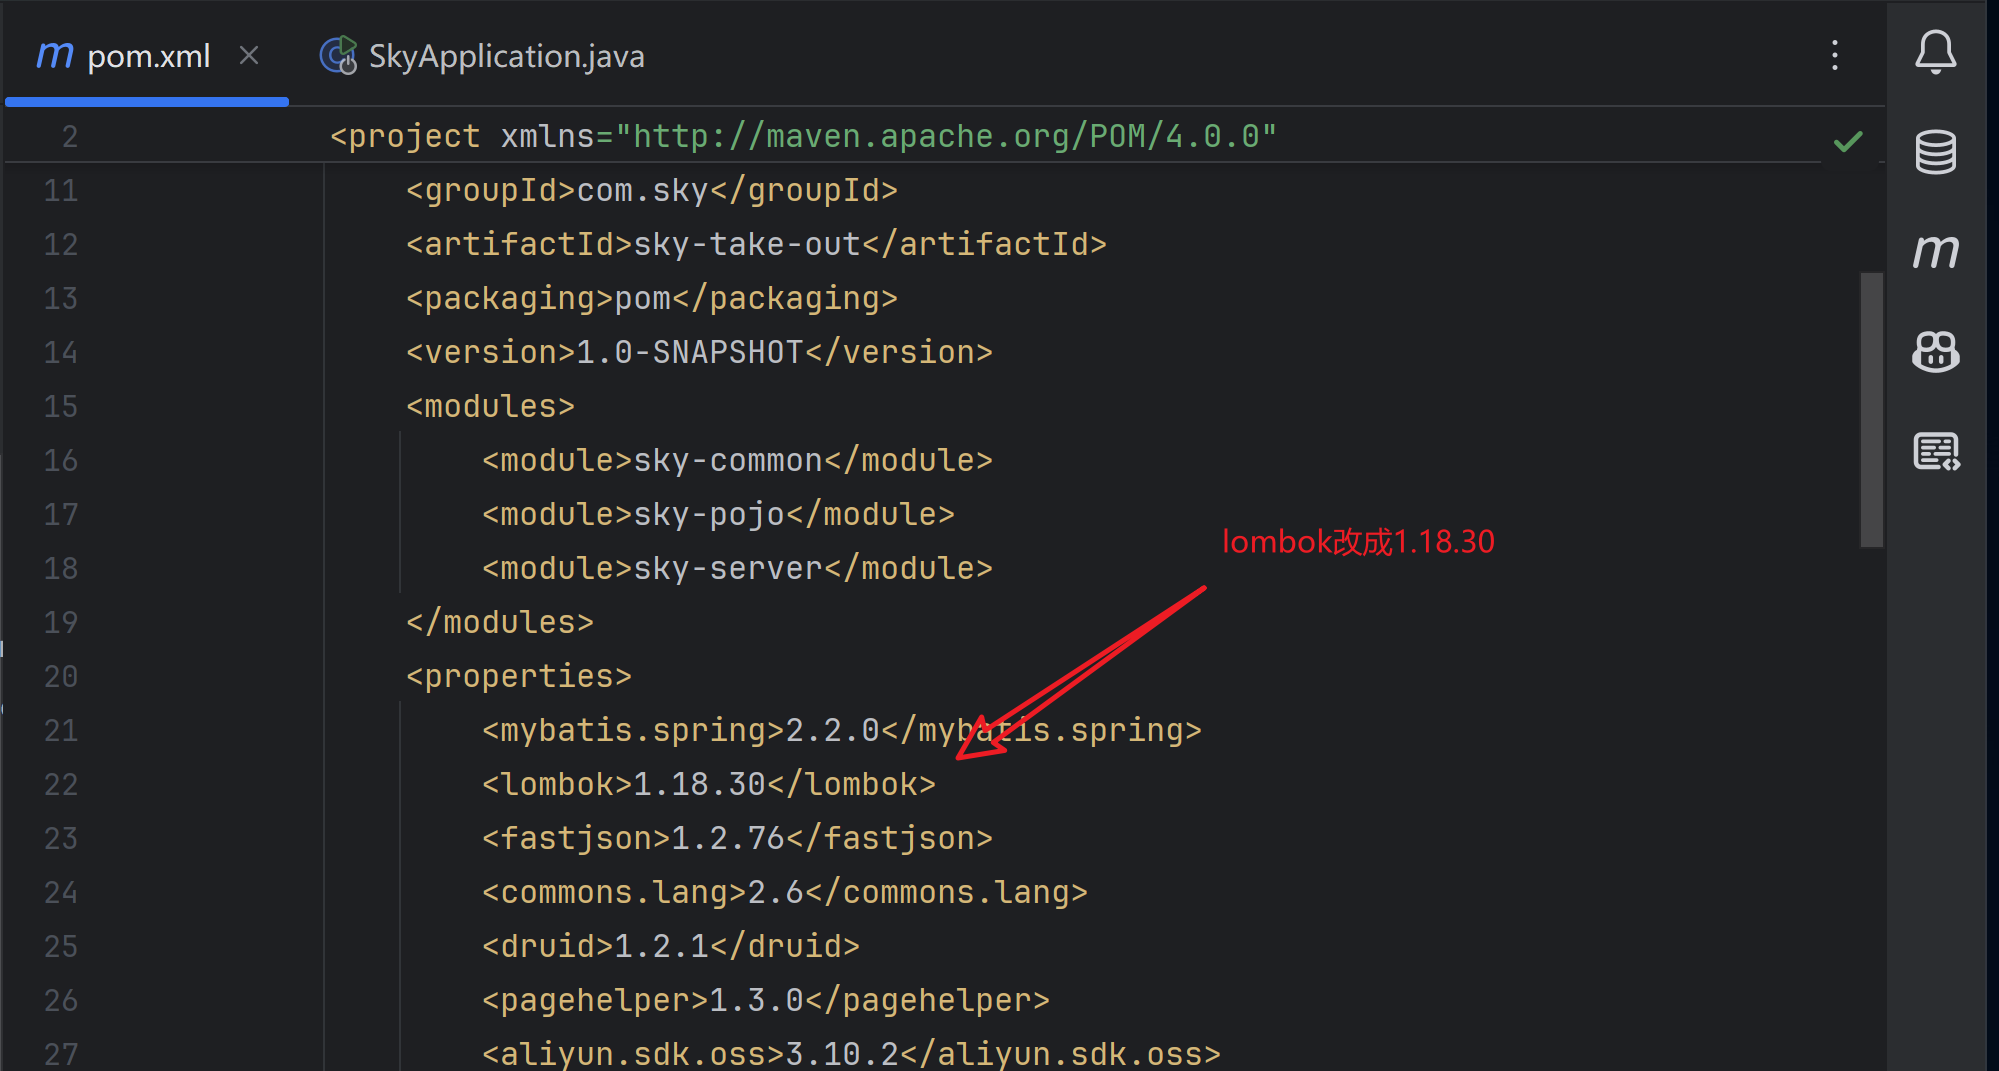 m pom.xml SkyApplication.java
2 <project xmlns="http://maven.apache.org/POM/4.0.0"
11 <groupId>com.sky</groupId>
12 <artifactId>sky-take-out</artifactId>
13 <packaging>pom</packaging>
14 <version>1.0-SNAPSHOT</version>
15 <modules>
16 <module>sky-common</module>
17 <module>sky-pojo</module>
lombok改成1.18.30
18 <module>sky-server</module>
19 </modules>
20 <properties>
21 <mybatis.spring>2.2.0</mybatis.spring>
22 <lombok>1.18.30</lombok>
23 <fastjson>1.2.76</fastjson>
24 <commons.lang>2.6</commons.lang>
25 <druid>1.2.1</druid>
26 <pagehelper>1.3.0</pagehelper>
27 <aliyun.sdk.oss>3.10.2</aliyun.sdk.oss>